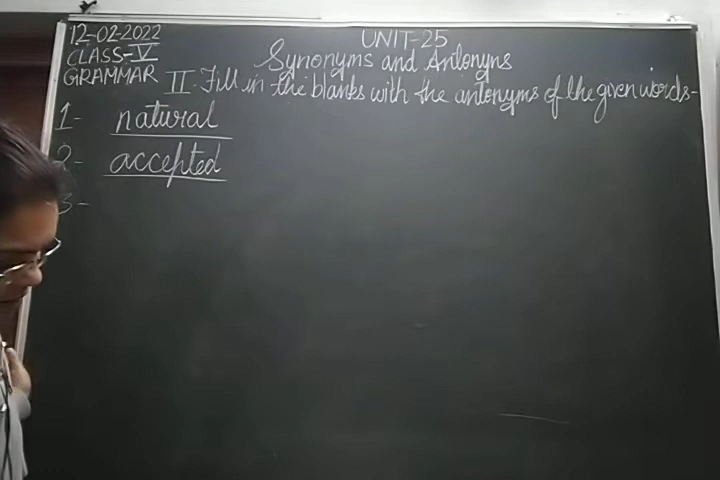 12-02-2022
UNIT-25
CLASS-V
Synonyms and Antonyms
GRAMMAR
II. Fill in the blanks with the antonyms of the given words-
1- natural
2- accepted
3-